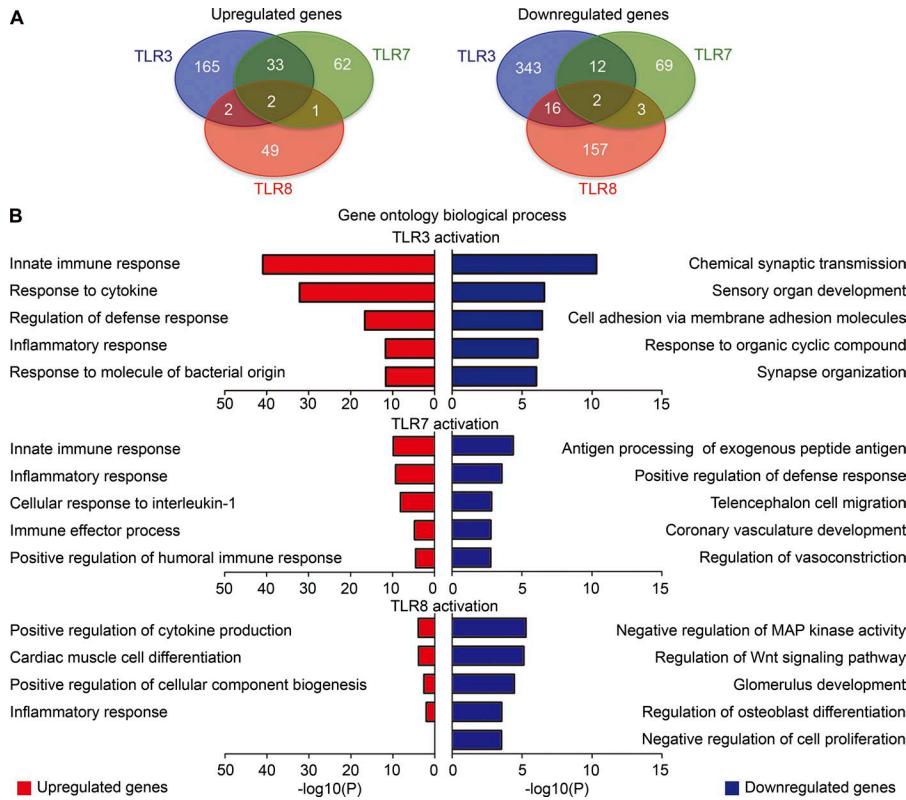 A
Upregulated genes
Downregulated genes
TLR3
165
33
62
TLR7
2
2
1
49
TLR8
TLR3
343
12
69
TLR7
16
2
3
157
TLR8
B
Gene ontology biological process
TLR3 activation
Innate immune response
Chemical synaptic transmission
Response to cytokine
Sensory organ development
Regulation of defense response
Cell adhesion via membrane adhesion molecules
Inflammatory response
Response to organic cyclic compound
Response to molecule of bacterial origin
Synapse organization
50 40 30 20 10 0 0 5 10 15
TLR7 activation
Innate immune response
Antigen processing of exogenous peptide antigen
Inflammatory response
Positive regulation of defense response
Cellular response to interleukin-1
Telencephalon cell migration
Immune effector process
Coronary vasculature development
Positive regulation of humoral immune response
Regulation of vasoconstriction
50 40 30 20 10 0 0 5 10 15
TLR8 activation
Positive regulation of cytokine production
Negative regulation of MAP kinase activity
Cardiac muscle cell differentiation
Regulation of Wnt signaling pathway
Positive regulation of cellular component biogenesis
Glomerulus development
Inflammatory response
Regulation of osteoblast differentiation
Negative regulation of cell proliferation
50 40 30 20 10 0 0 5 10 15
Upregulated genes
-log10(P)
-log10(P)
Downregulated genes